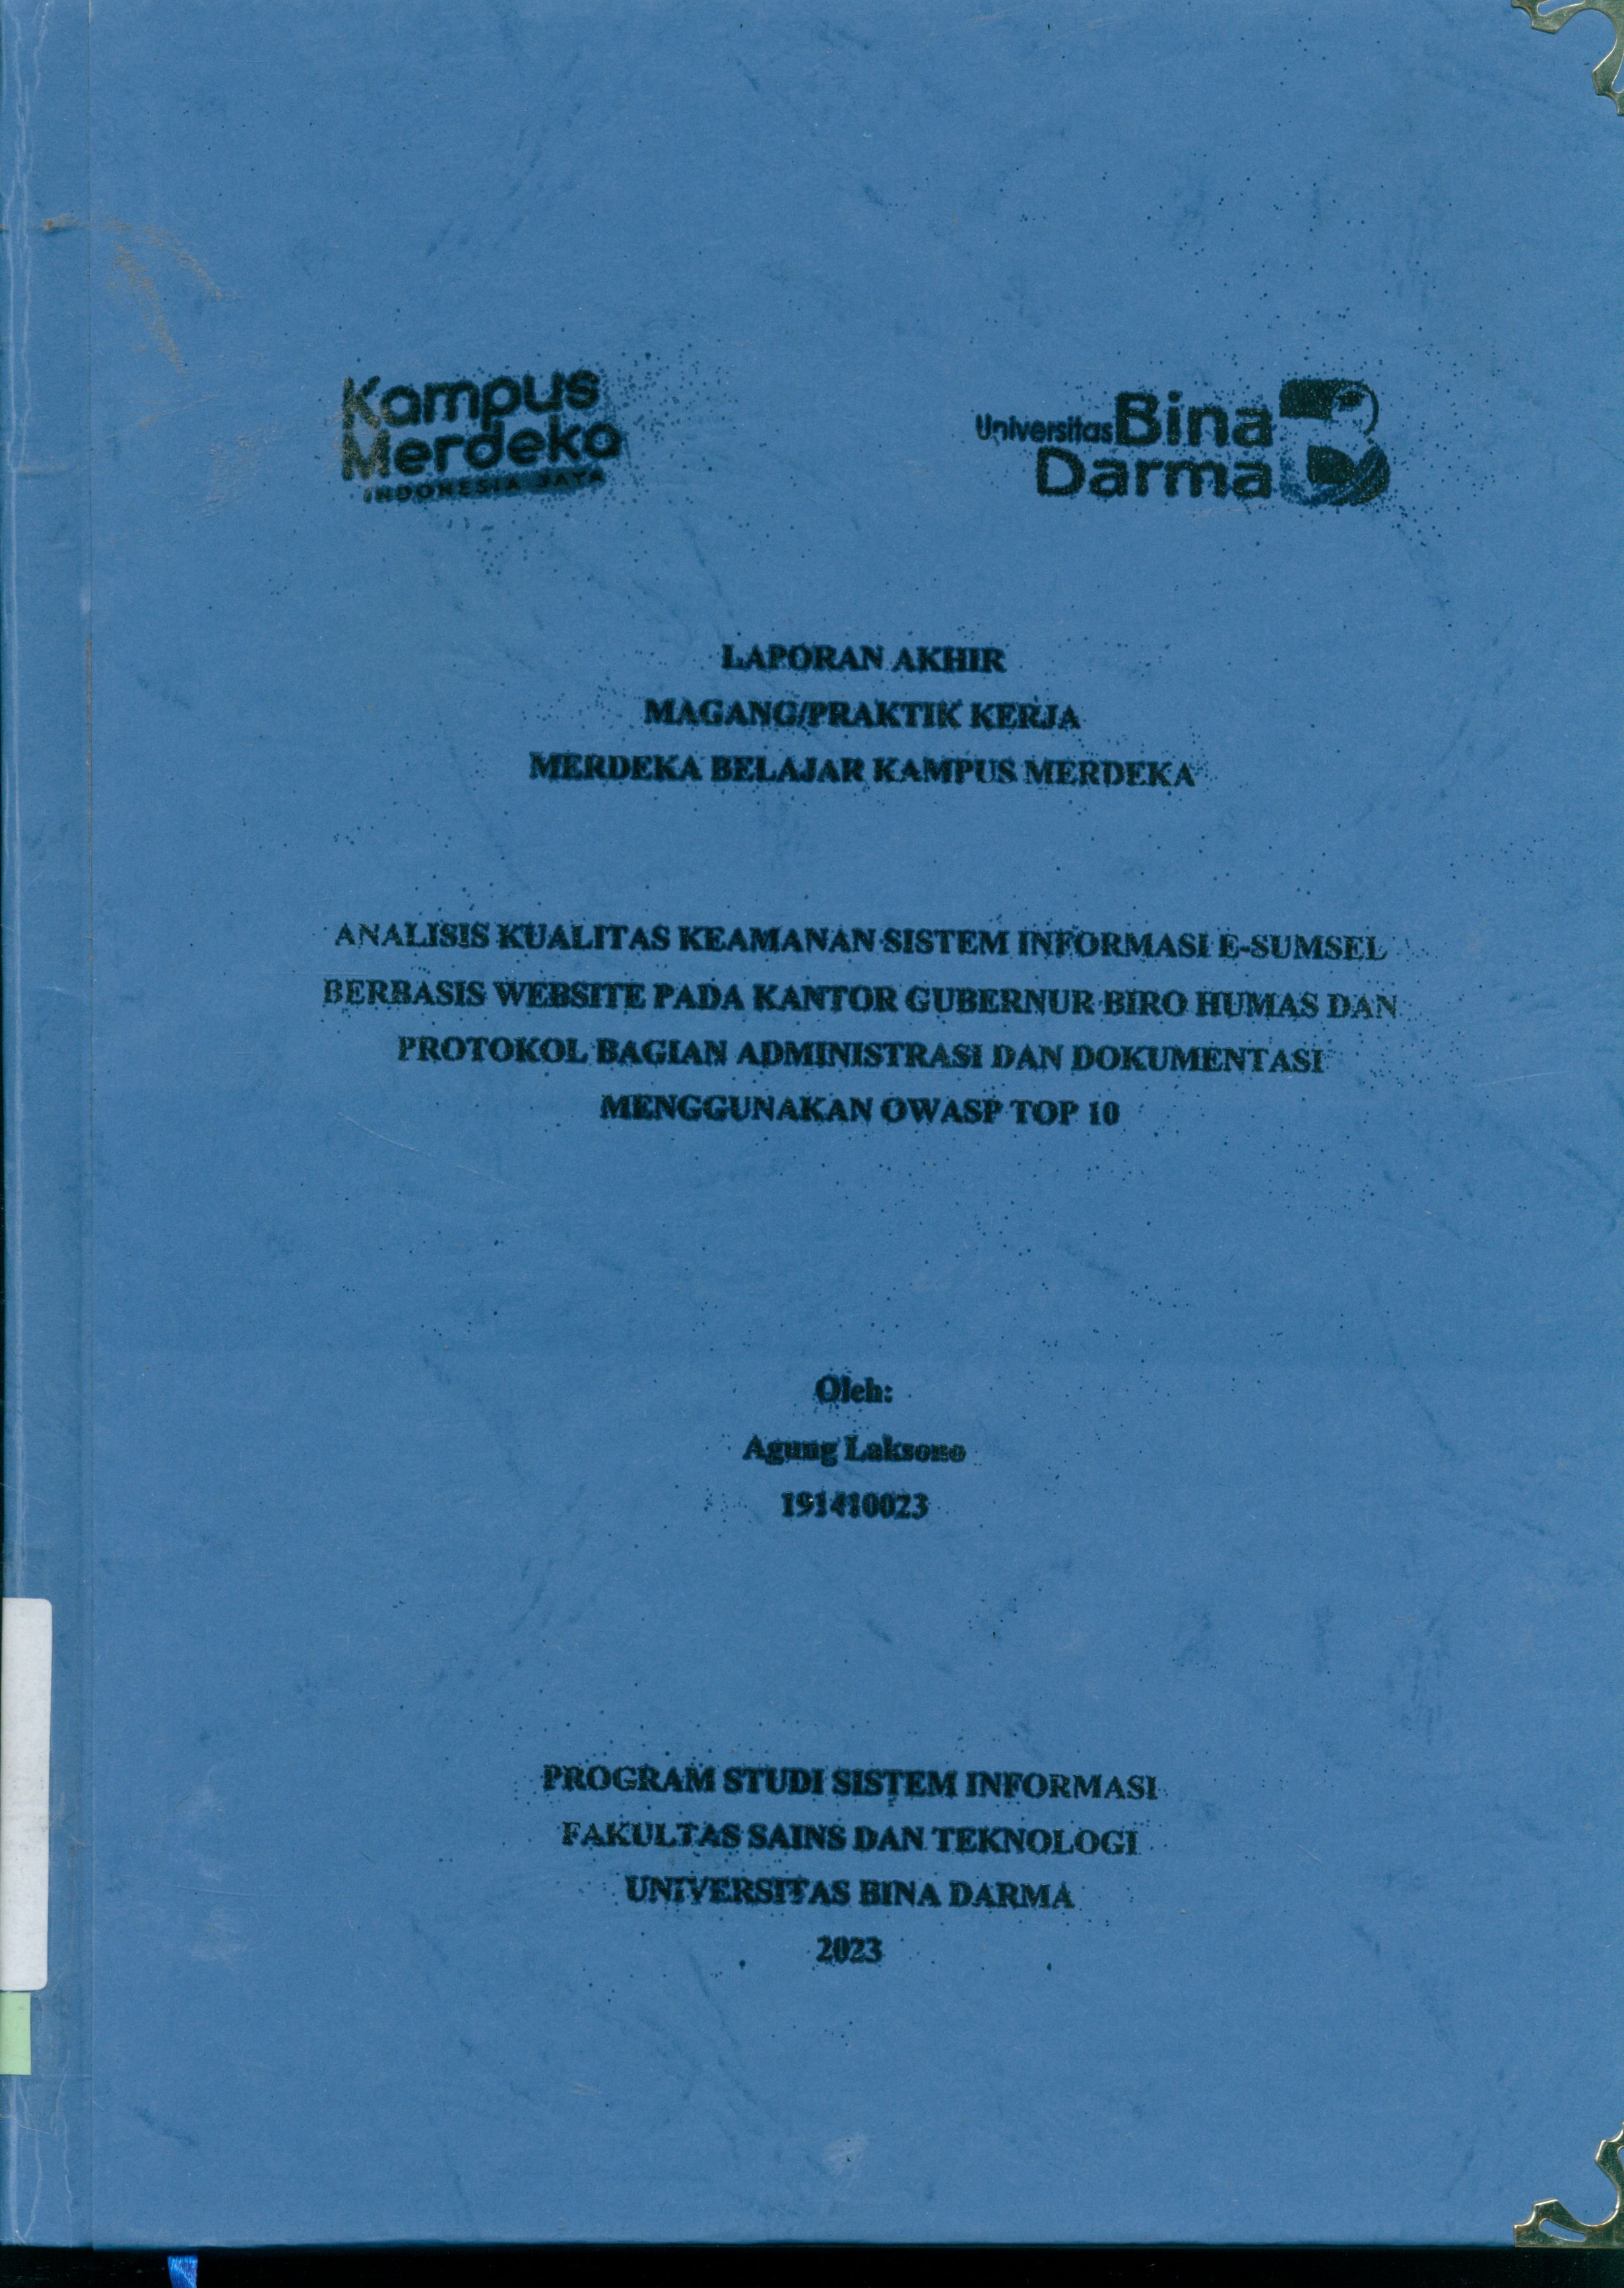 Kampus
Merdeka
INDONESIA JAYA
Universitas Bina
Darma
LAPORAN AKHIR
MAGANG/PRAKTIK KERJA
MERDEKA BELAJAR KAMPUS MERDEKA
ANALISIS KUALITAS KEAMANAN SISTEM INFORMASI E-SUMSEL
BERBASIS WEBSITE PADA KANTOR GUBERNUR BIRO HUMAS DAN
PROTOKOL BAGIAN ADMINISTRASI DAN DOKUMENTASI
MENGGUNAKAN OWASP TOP 10
Oleh:
Agung Laksono
191410023
PROGRAM STUDI SISTEM INFORMASI
FAKULTAS SAINS DAN TEKNOLOGI
UNIVERSITAS BINA DARMA
2023